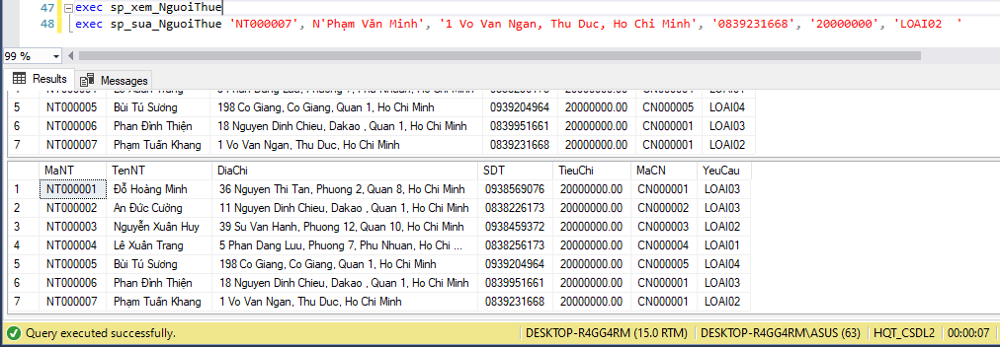 47 exec sp_xem_NguoiThue
48 exec sp_sua_NguoiThue 'NT000007', N'Phạm Văn Minh', '1 Vo Van Ngan, Thu Duc, Ho Chi Minh', '0839231668', '20000000', 'LOAI02  '
99 %
Results Messages
5 NT000005 Bùi Tú Sương 198 Co Giang, Co Giang, Quan 1, Ho Chi Minh 0939204964 20000000.00 CN000005 LOAI04
6 NT000006 Phan Đình Thiện 18 Nguyen Dinh Chieu, Dakao , Quan 1, Ho Chi Minh 0839951661 20000000.00 CN000001 LOAI03
7 NT000007 Phạm Tuấn Khang 1 Vo Van Ngan, Thu Duc, Ho Chi Minh 0839231668 20000000.00 CN000001 LOAI02
MaNT TenNT DiaChi SDT TieuChi MaCN YeuCau
1 NT000001 Đỗ Hoàng Minh 36 Nguyen Thi Tan, Phuong 2, Quan 8, Ho Chi Minh 0938569076 20000000.00 CN000001 LOAI03
2 NT000002 An Đức Cường 11 Nguyen Dinh Chieu, Dakao , Quan 1, Ho Chi Minh 0838226173 20000000.00 CN000002 LOAI03
3 NT000003 Nguyễn Xuân Huy 39 Su Van Hanh, Phuong 12, Quan 10, Ho Chi Minh 0938459372 20000000.00 CN000003 LOAI02
4 NT000004 Lê Xuân Trang 5 Phan Dang Luu, Phuong 7, Phu Nhuan, Ho Chi ... 0838256173 20000000.00 CN000004 LOAI01
5 NT000005 Bùi Tú Sương 198 Co Giang, Co Giang, Quan 1, Ho Chi Minh 0939204964 20000000.00 CN000005 LOAI04
6 NT000006 Phan Đình Thiện 18 Nguyen Dinh Chieu, Dakao , Quan 1, Ho Chi Minh 0839951661 20000000.00 CN000001 LOAI03
7 NT000007 Phạm Tuấn Khang 1 Vo Van Ngan, Thu Duc, Ho Chi Minh 0839231668 20000000.00 CN000001 LOAI02
Query executed successfully. DESKTOP-R4GG4RM (15.0 RTM) DESKTOP-R4GG4RM\ASUS (63) HQT_CSDL2 00:00:07